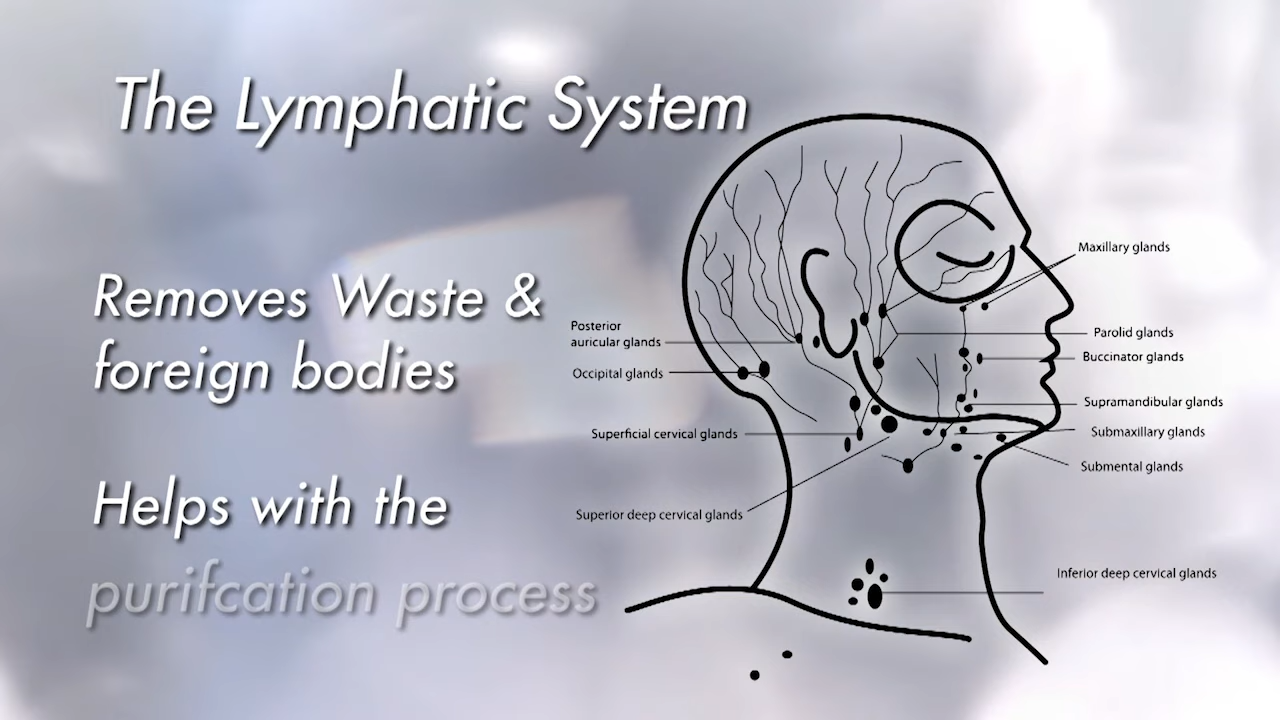 The Lymphatic System
Removes Waste &
foreign bodies
Helps with the
purifcation process
Posterior
auricular glands
Occipital glands
Superficial cervical glands
Superior deep cervical glands
Maxillary glands
Parolid glands
Buccinator glands
Supramandibular glands
Submaxillary glands
Submental glands
Inferior deep cervical glands